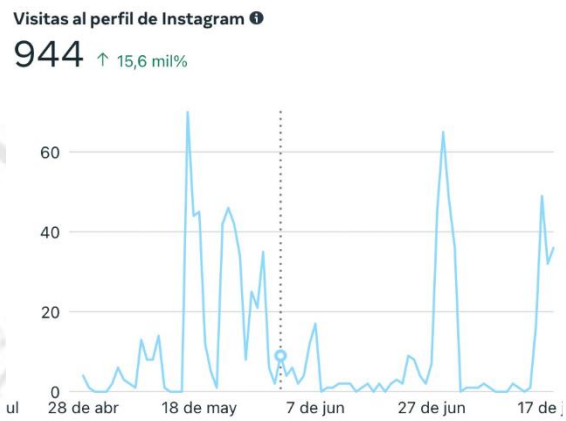 Visitas al perfil de Instagram
944 ↑ 15,6 mil%
60
40
20
0
ul 28 de abr 18 de may 7 de jun 27 de jun 17 de j